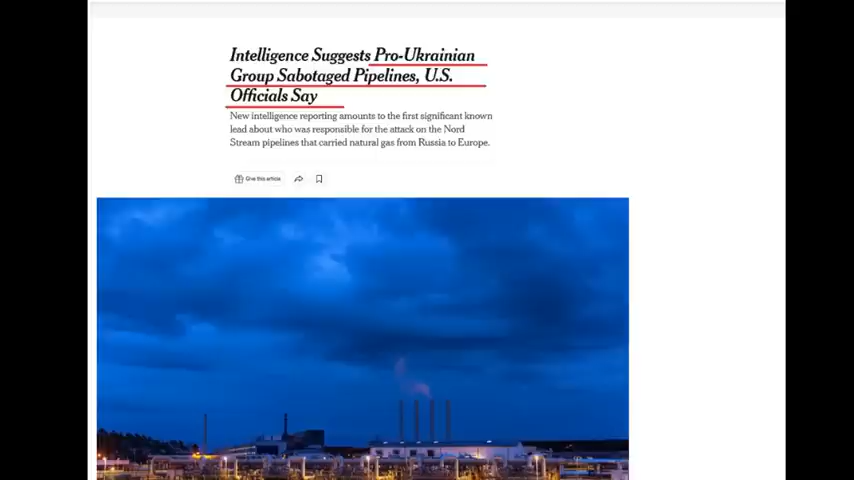 Intelligence Suggests Pro-Ukrainian
Group Sabotaged Pipelines, U.S.
Officials Say
New intelligence reporting amounts to the first significant known
lead about who was responsible for the attack on the Nord
Stream pipelines that carried natural gas from Russia to Europe.
Give this article